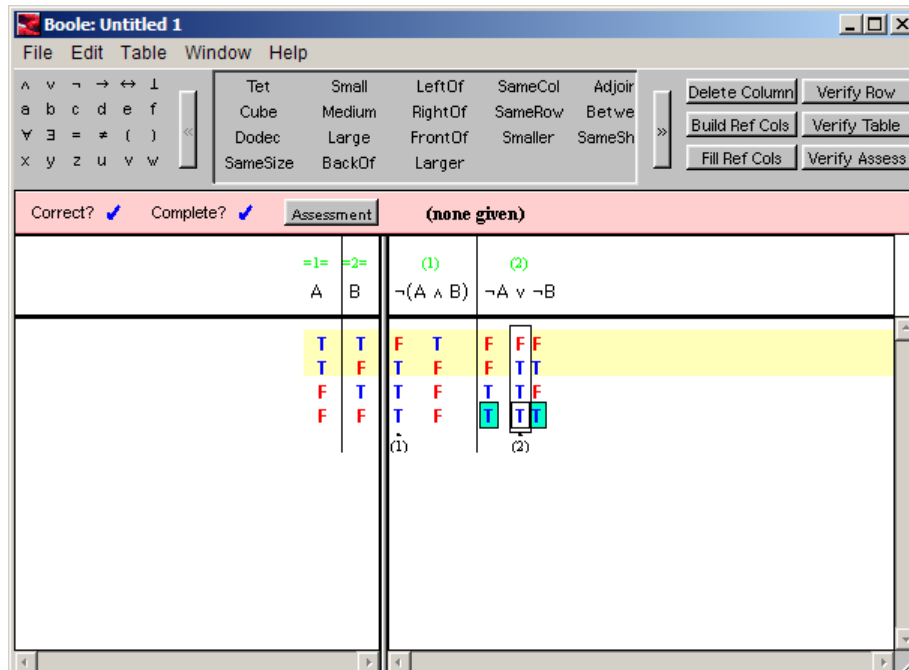 Boole: Untitled 1
File Edit Table Window Help
∧ ∨ ¬ → ↔ ⊥ Tet Small LeftOf SameCol Adjoir Delete Column Verify Row
a b c d e f Cube Medium RightOf SameRow Betwe Build Ref Cols Verify Table
∀ ∃ = ≠ ( ) « Dodec Large FrontOf Smaller SameSh » Fill Ref Cols Verify Assess
x y z u v w SameSize BackOf Larger
Correct? ✓ Complete? ✓ Assessment (none given)
=1= =2= (1) (2)
A B ¬(A ∧ B) ¬A ∨ ¬B
T T F T F F F
T F T F F T T
F T T F T T F
F F T F T T T
(1) (2)